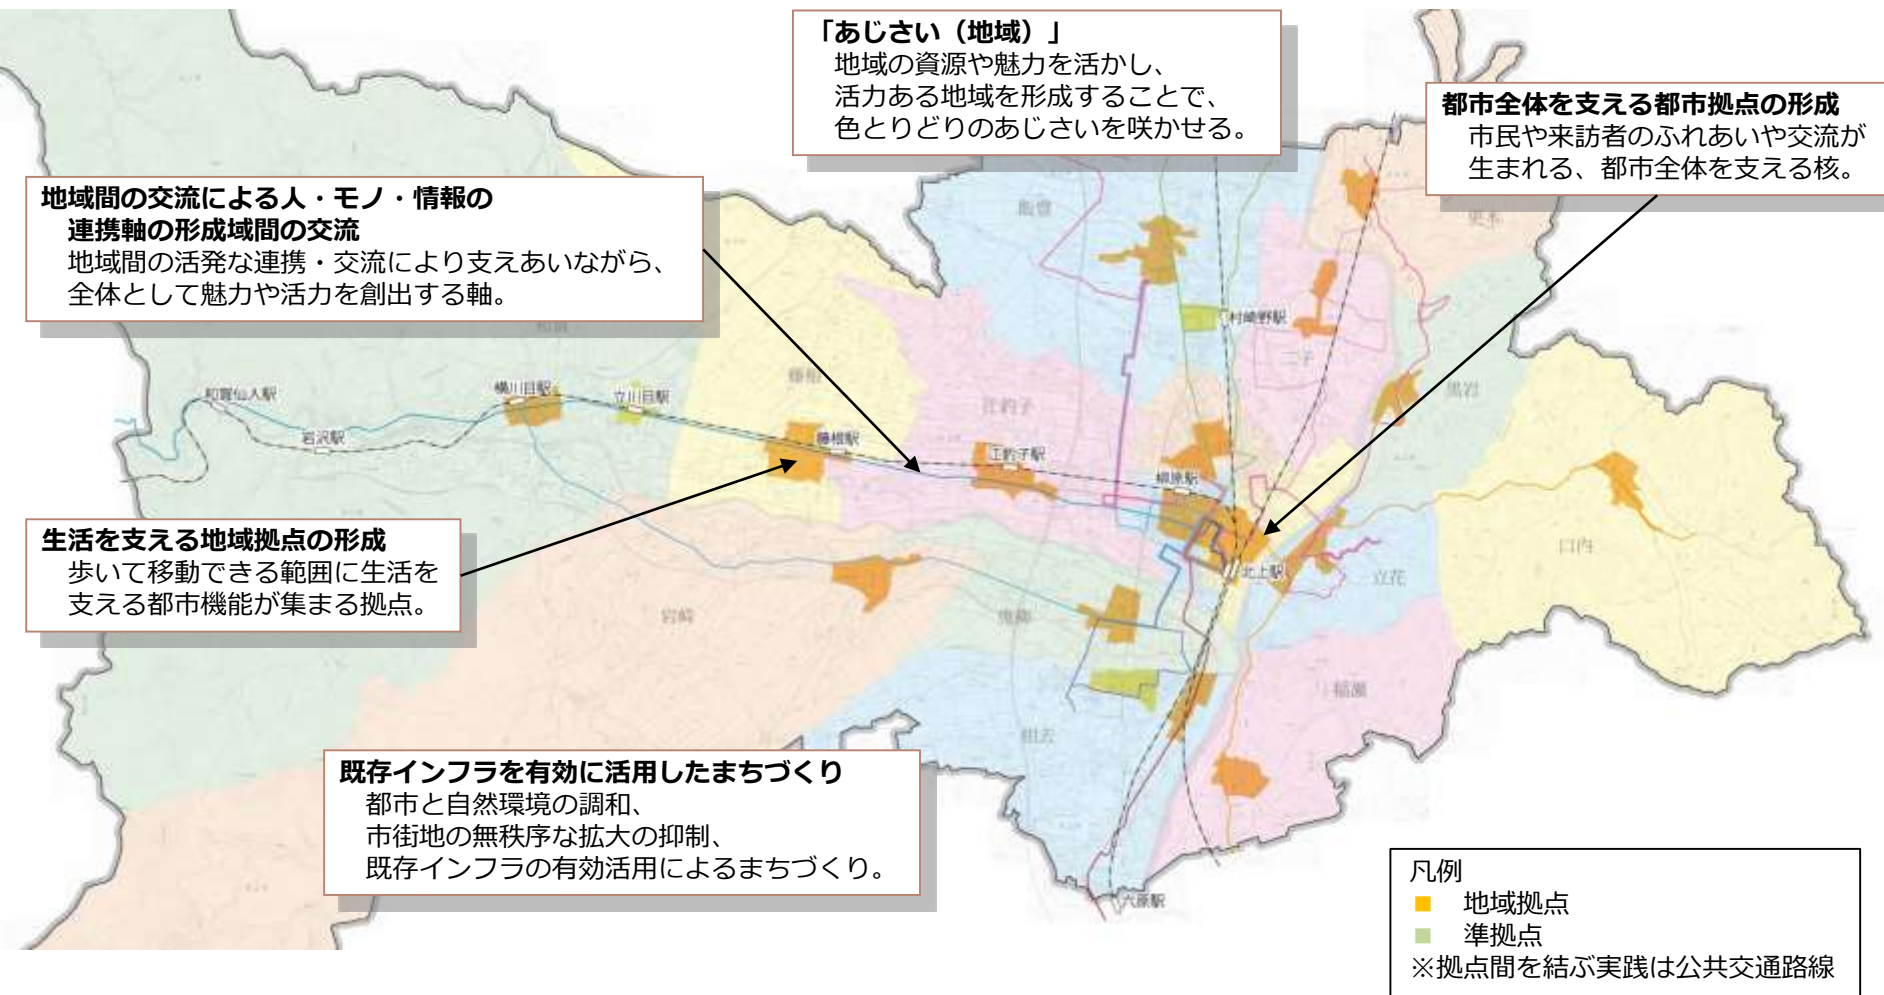 「あじさい（地域）」
地域の資源や魅力を活かし、
活力ある地域を形成することで、
色とりどりのあじさいを咲かせる。
都市全体を支える都市拠点の形成
市民や来訪者のふれあいや交流が
生まれる、都市全体を支える核。
地域間の交流による人・モノ・情報の
連携軸の形成域間の交流
地域間の活発な連携・交流により支えあいながら、
全体として魅力や活力を創出する軸。
飯豊
更木
村崎野駅
二子
黒岩
和賀仙人駅
横川目駅
立川目駅
藤根
江釣子
岩沢駅
藤根駅
江釣子駅
柳原駅
生活を支える地域拠点の形成
歩いて移動できる範囲に生活を
支える都市機能が集まる拠点。
口内
北上駅
立花
岩崎
鬼柳
稲瀬
相去
既存インフラを有効に活用したまちづくり
都市と自然環境の調和、
市街地の無秩序な拡大の抑制、
既存インフラの有効活用によるまちづくり。
六原駅
凡例
地域拠点
準拠点
※拠点間を結ぶ実践は公共交通路線